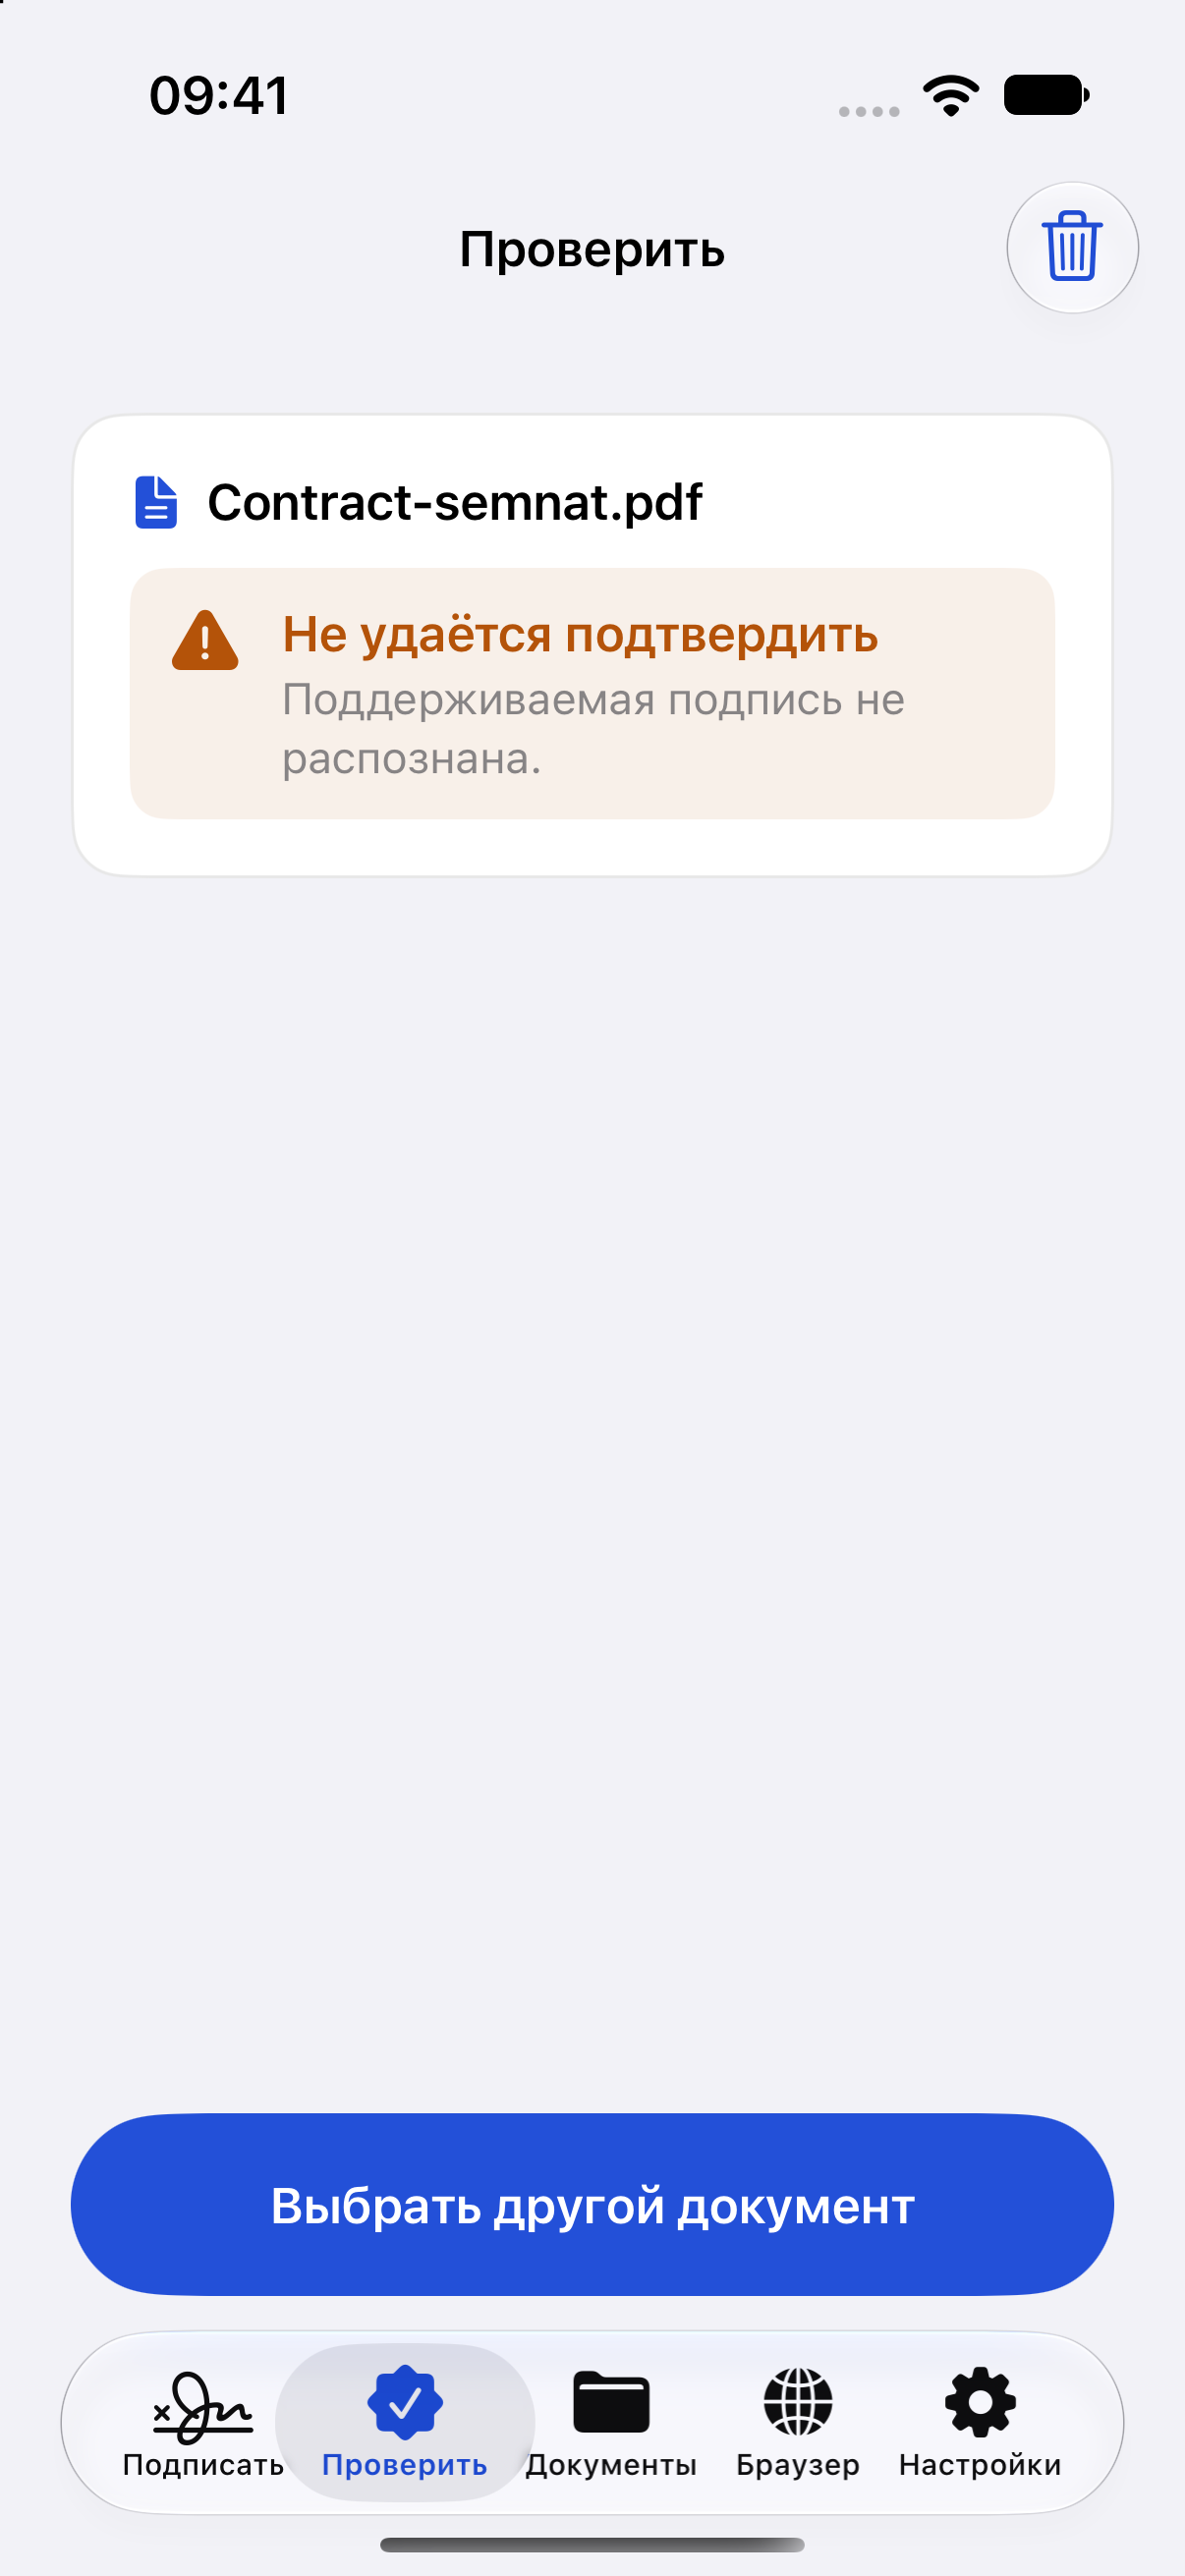 09:41
Проверить
Contract-semnat.pdf
Не удаётся подтвердить
Поддерживаемая подпись не
распознана.
Выбрать другой документ
Подписать Проверить Документы Браузер Настройки